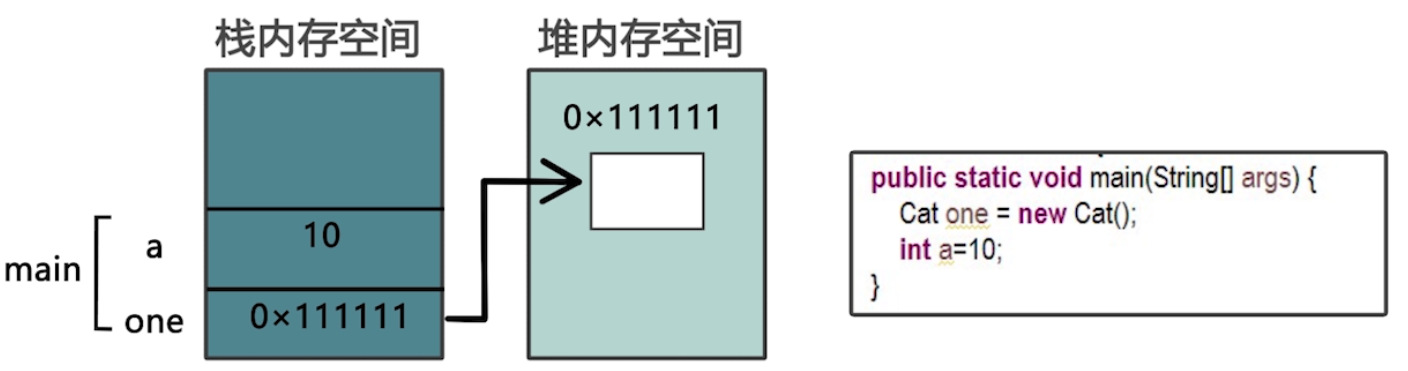 栈内存空间
堆内存空间
0×111111
10
a
main
one
0×111111
public static void main(String[] args) {
Cat one = new Cat();
int a=10;
}